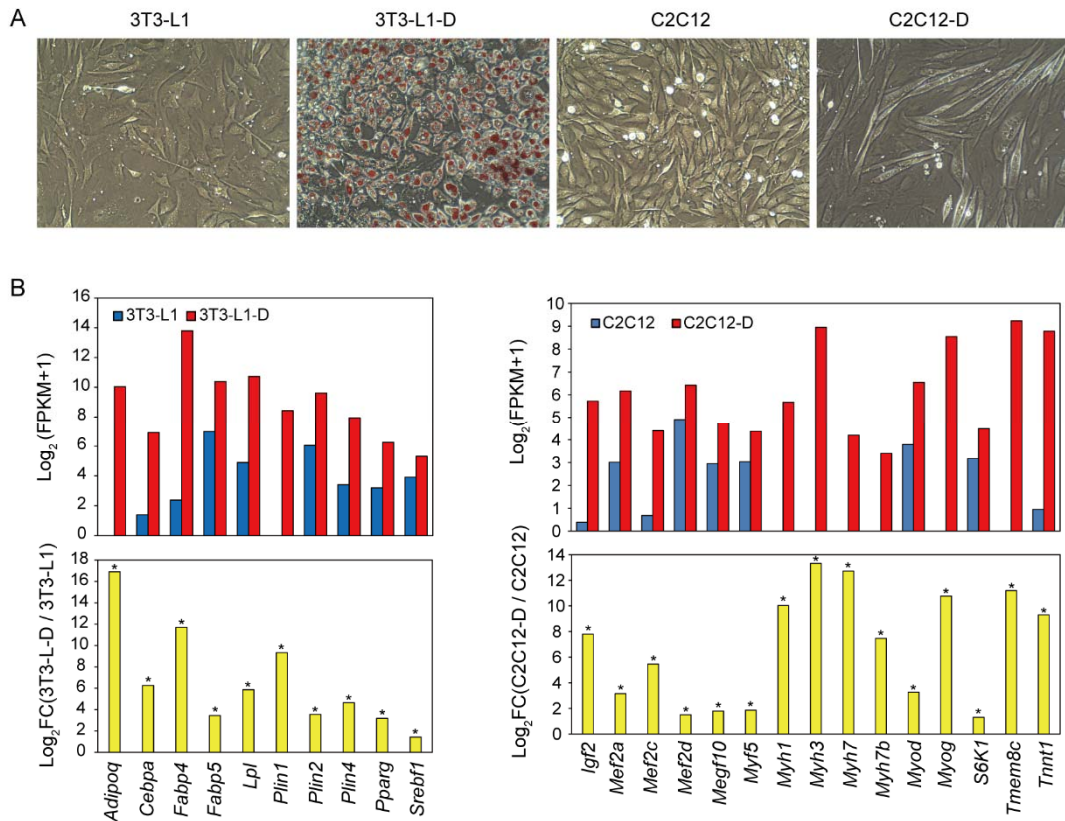 A
3T3-L1 3T3-L1-D C2C12 C2C12-D
B
16
14
12
10
8
6
4
2
0
Log2 (FPKM+1)
3T3-L1 3T3-L1-D
18
16
14
12
10
8
6
4
2
0
Log2FC(3T3-L-D / 3T3-L1)
* * * * * * * * * *
Adipoq Cebpa Fabp4 Fabp5 Lpl Plin1 Plin2 Plin4 Pparg Srebf1
10
9
8
7
6
5
4
3
2
1
0
Log2(FPKM+1)
C2C12 C2C12-D
14
12
10
8
6
4
2
0
Log2FC(C2C12-D / C2C12)
* * * * * * * * * * * * * * *
Igf2 Mef2a Mef2c Mef2d Megf10 Myf5 Myh1 Myh3 Myh7 Myh7b Myod Myog S6K1 Tmem8c Tnnt1